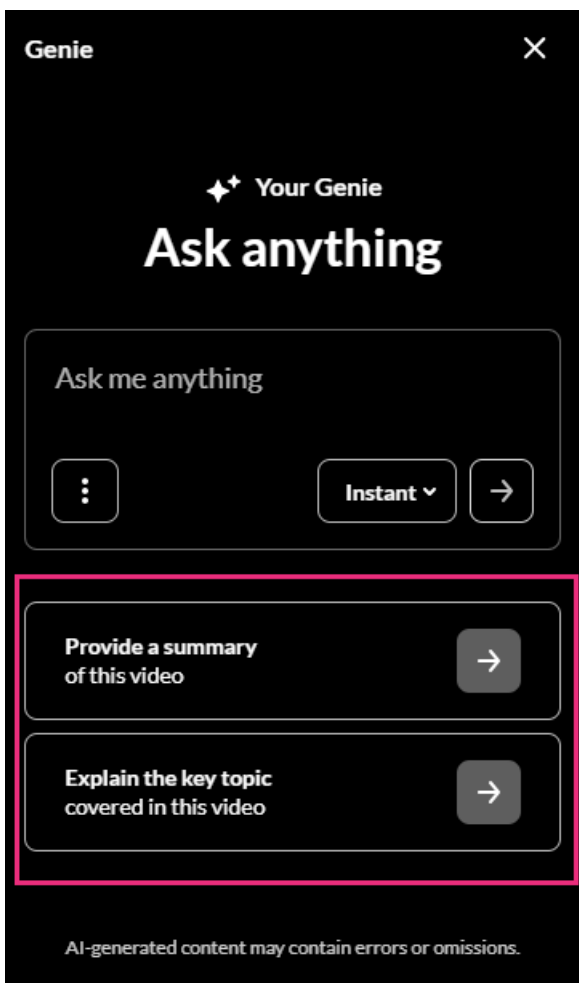 Genie
Your Genie
Ask anything
Ask me anything
Instant
Provide a summary
of this video
Explain the key topic
covered in this video
AI-generated content may contain errors or omissions.